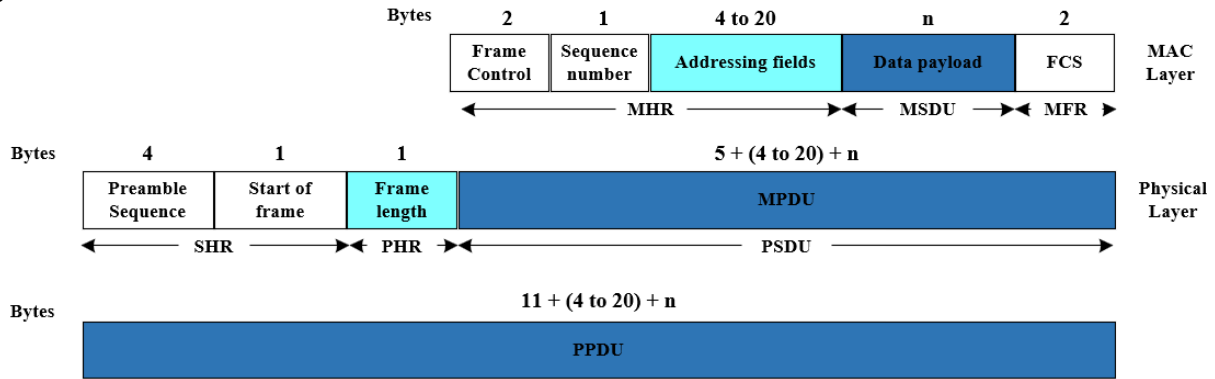 Bytes 2 1 4 to 20 n 2
Frame Control Sequence number Addressing fields Data payload FCS MAC Layer
MHR MSDU MFR
Bytes 4 1 1 5 + (4 to 20) + n
Preamble Sequence Start of frame Frame length MPDU Physical Layer
SHR PHR PSDU
Bytes 11 + (4 to 20) + n
PPDU